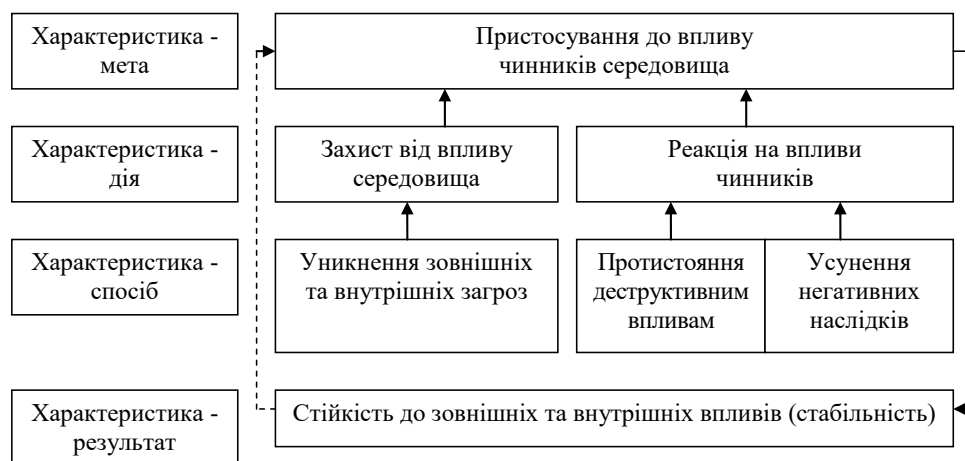 Характеристика -
мета
Пристосування до впливу
чинників середовища
Характеристика -
дія
Захист від впливу
середовища
Реакція на впливи
чинників
Характеристика -
спосіб
Уникнення зовнішніх
та внутрішніх загроз
Протистояння
деструктивним
впливам
Усунення
негативних
наслідків
Характеристика -
результат
Стійкість до зовнішніх та внутрішніх впливів (стабільність)